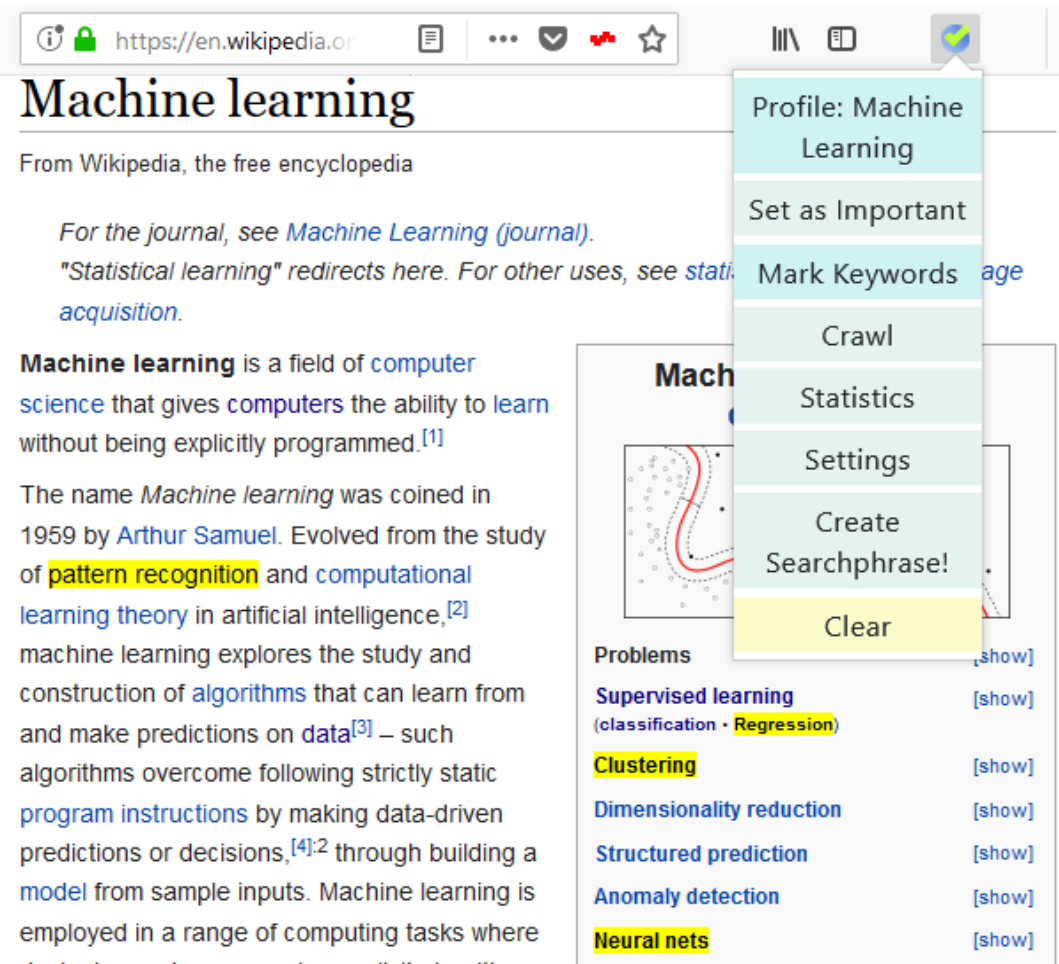 https://en.wikipedia.or
Machine learning
From Wikipedia, the free encyclopedia
For the journal, see Machine Learning (journal).
"Statistical learning" redirects here. For other uses, see
acquisition.
Machine learning is a field of computer
science that gives computers the ability to learn
without being explicitly programmed.[1]
The name Machine learning was coined in
1959 by Arthur Samuel. Evolved from the study
of pattern recognition and computational
learning theory in artificial intelligence,[2]
machine learning explores the study and
construction of algorithms that can learn from
and make predictions on data[3] – such
algorithms overcome following strictly static
program instructions by making data-driven
predictions or decisions,[4]:2 through building a
model from sample inputs. Machine learning is
employed in a range of computing tasks where
Profile: Machine
Learning
Set as Important
Mark Keywords
Crawl
Statistics
Settings
Create
Searchphrase!
Clear
Mach
Problems [show]
Supervised learning [show]
(classification • Regression)
Clustering [show]
Dimensionality reduction [show]
Structured prediction [show]
Anomaly detection [show]
Neural nets [show]